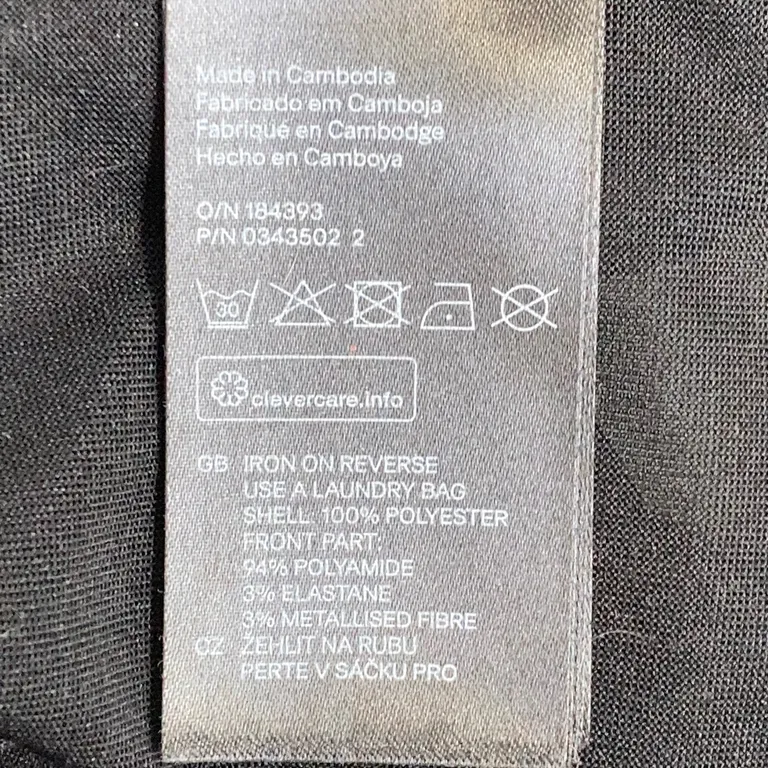 Made in Cambodia
Fabricado em Camboja
Fabriqué en Cambodge
Hecho en Camboya
O/N 184393
P/N 0343502 2
30
clevercare.info
GB IRON ON REVERSE
USE A LAUNDRY BAG
SHELL: 100% POLYESTER
FRONT PART:
94% POLYAMIDE
3% ELASTANE
3% METALLISED FIBRE
CZ ŽEHLIT NA RUBU
PERTE V SÁČKU PRO